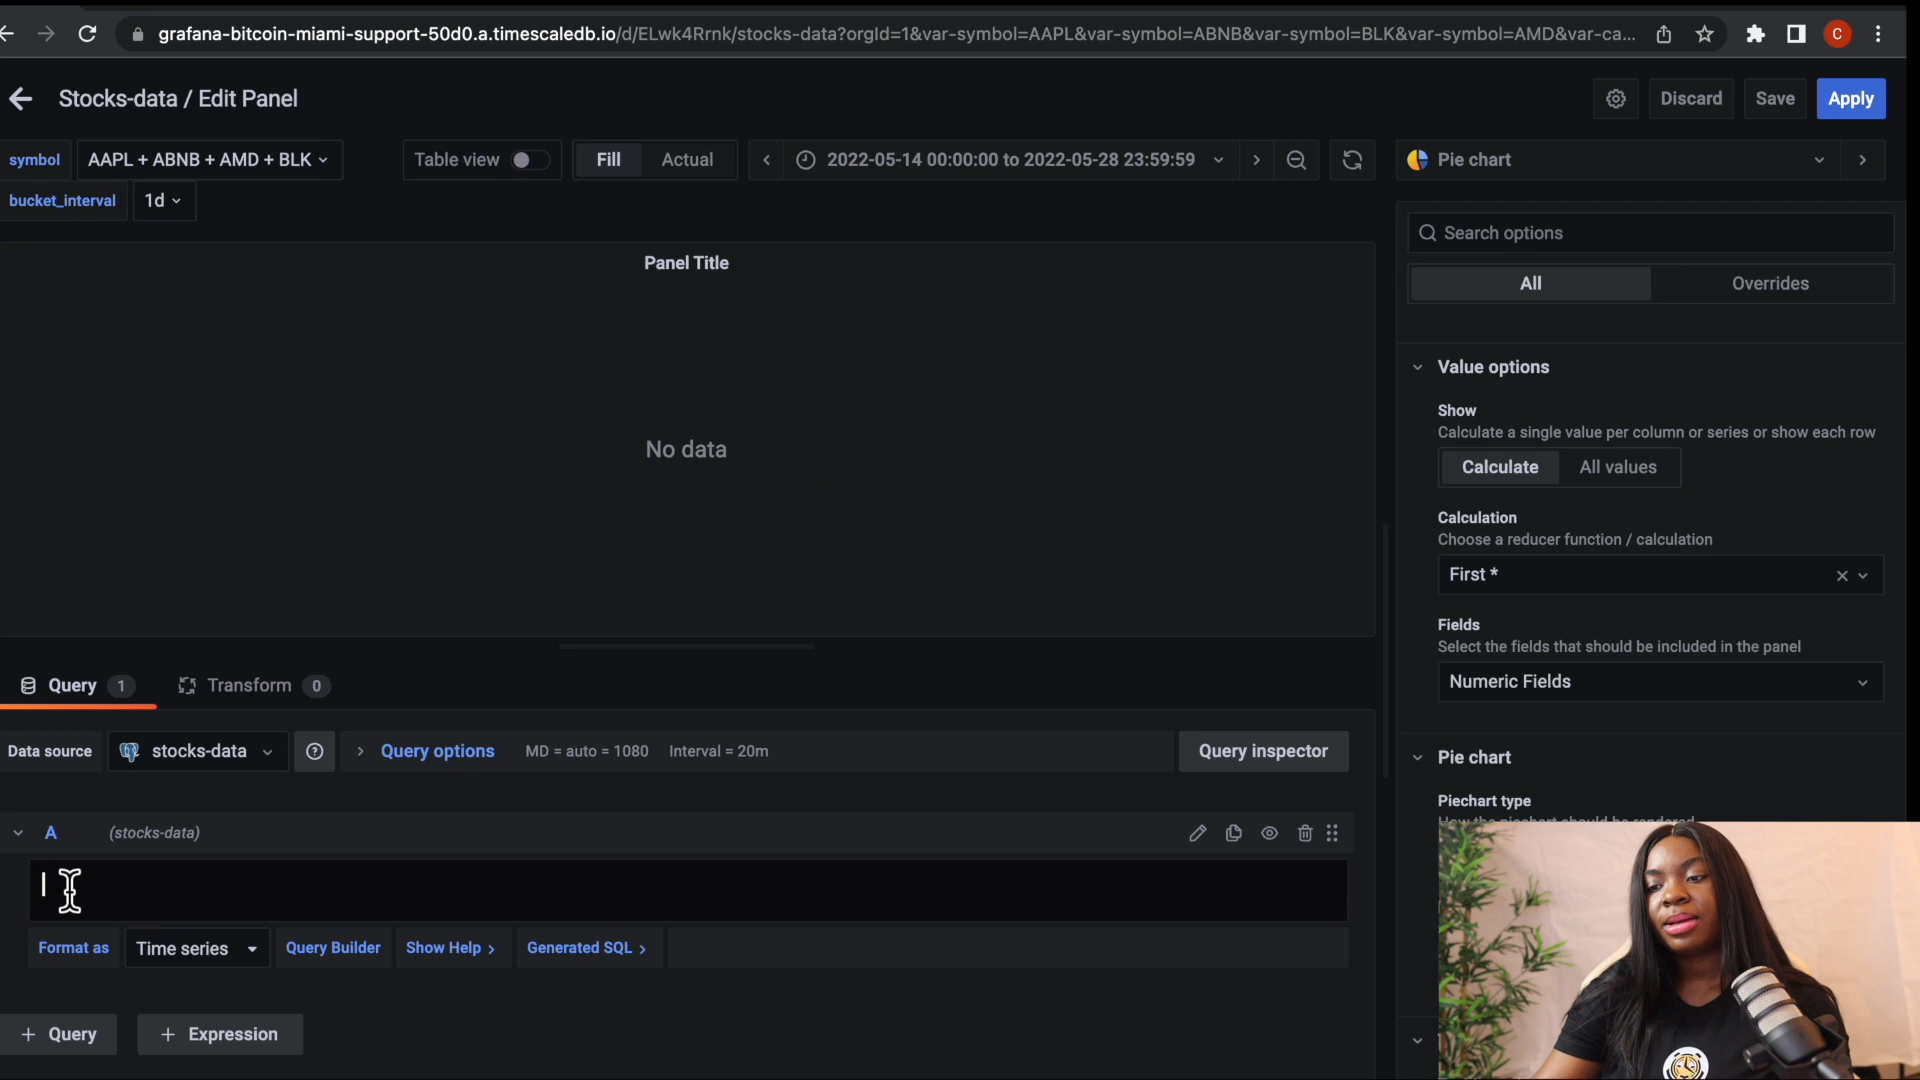 grafana-bitcoin-miami-support-50d0.a.timescaledb.io/d/ELwk4Rrnk/stocks-data?orgId=1&var-symbol=AAPL&var-symbol=ABNB&var-symbol=BLK&var-symbol=AMD&var-ca...
C
Stocks-data / Edit Panel
Discard
Save
Apply
symbol
AAPL + ABNB + AMD + BLK
Table view
Fill
Actual
2022-05-14 00:00:00 to 2022-05-28 23:59:59
Pie chart
bucket_interval
1d
Search options
Panel Title
All
Overrides
Value options
Show
Calculate a single value per column or series or show each row
No data
Calculate
All values
Calculation
Choose a reducer function / calculation
First *
Fields
Select the fields that should be included in the panel
Numeric Fields
Query 1
Transform 0
Data source
stocks-data
Query options
MD = auto = 1080
Interval = 20m
Query inspector
Pie chart
Piechart type
How the piechart should be rendered
A
(stocks-data)
Format as
Time series
Query Builder
Show Help >
Generated SQL >
+ Query
+ Expression